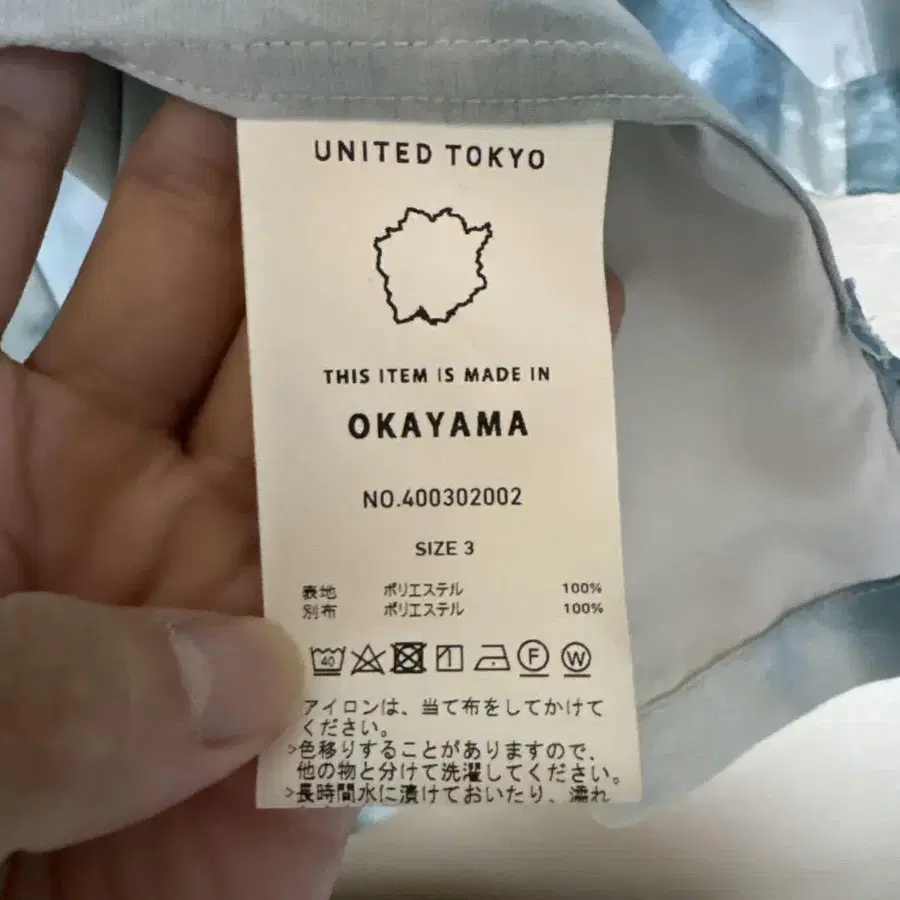 UNITED TOKYO
THIS ITEM IS MADE IN
OKAYAMA
NO.400302002
SIZE 3
表地 ポリエステル 100%
別布 ポリエステル 100%
40 F W
アイロンは、当て布をしてかけて
ください。
>色移りすることがありますので、
他の物と分けて洗濯してください。
>長時間水に漬けておいたり、濡れ